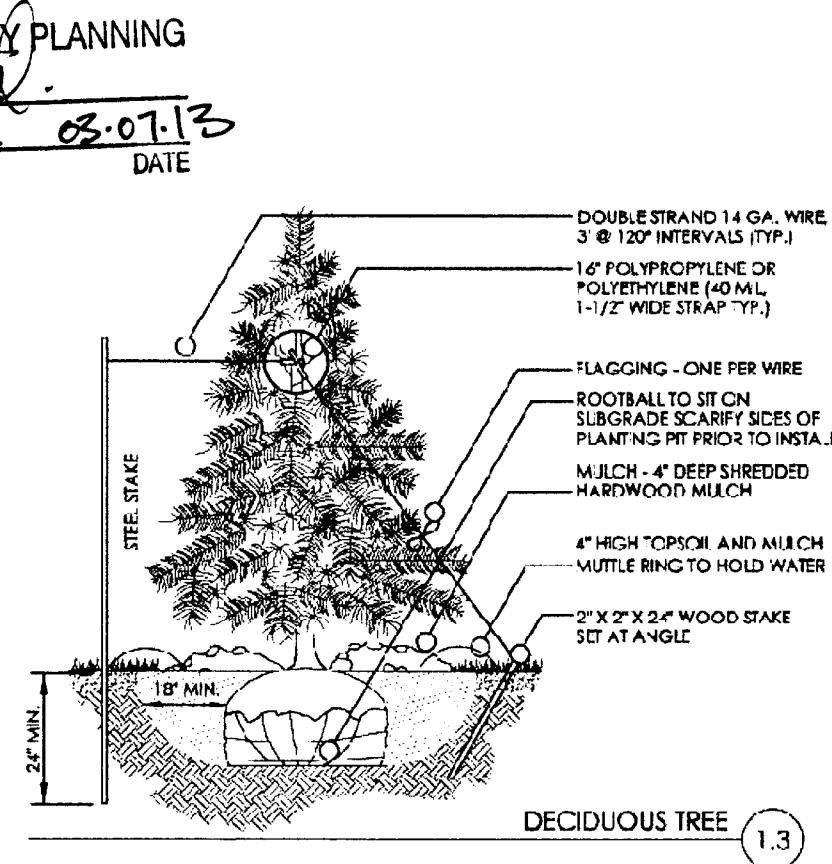 PLANNING
03.07.13
DATE
DOUBLE STRAND 14 GA. WIRE,
3' @ 120° INTERVALS (TYP.)
16" POLYPROPYLENE OR
POLYETHYLENE (40 MIL,
1-1/2" WIDE STRAP TYP.)
FLAGGING - ONE PER WIRE
ROOTBALL TO SIT ON
SUBGRADE SCARIFY SIDES OF
PLANTING PIT PRIOR TO
MULCH - 4" DEEP SHREDDED
HARDWOOD MULCH
4" HIGH TOPSOIL AND MULCH
MUTTLE RING TO HOLD WATER
2" X 2" X 24" WOOD STAKE
SET AT ANGLE
STEEL STAKE
18" MIN.
24" MIN.
DECIDUOUS TREE
1.3